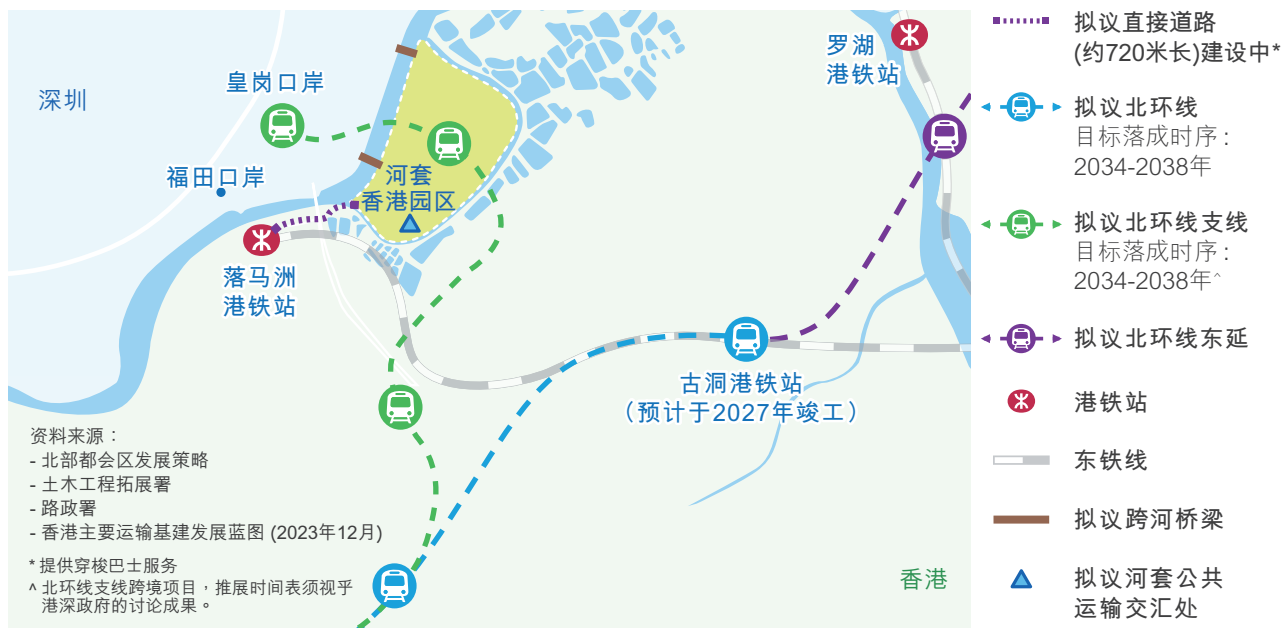 深圳
皇岗口岸
福田口岸
河套
香港园区
落马洲
港铁站
罗湖
港铁站
古洞港铁站
（预计于2027年竣工）
香港
资料来源：
- 北部都会区发展策略
- 土木工程拓展署
- 路政署
- 香港主要运输基建发展蓝图 (2023年12月)
* 提供穿梭巴士服务
^ 北环线支线跨境项目，推展时间表须视乎
港深政府的讨论成果。
拟议直接道路
(约720米长)建设中*
拟议北环线
目标落成时序：
2034-2038年
拟议北环线支线
目标落成时序：
2034-2038年^
拟议北环线东延
港铁站
东铁线
拟议跨河桥梁
拟议河套公共
运输交汇处